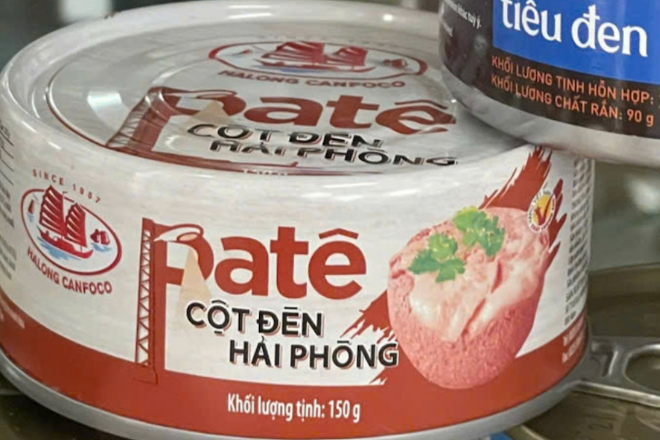 tiêu đen
KHỐI LƯỢNG TỊNH HỖN HỢP:
KHỐI LƯỢNG CHẤT RẮN: 90 g
HALONG CANFOCO
Patê
CỘT ĐÈN
HẢI PHÒNG
SINCE 1957
HALONG CANFOCO
Patê
CỘT ĐÈN
HẢI PHÒNG
Khối lượng tịnh: 150 g